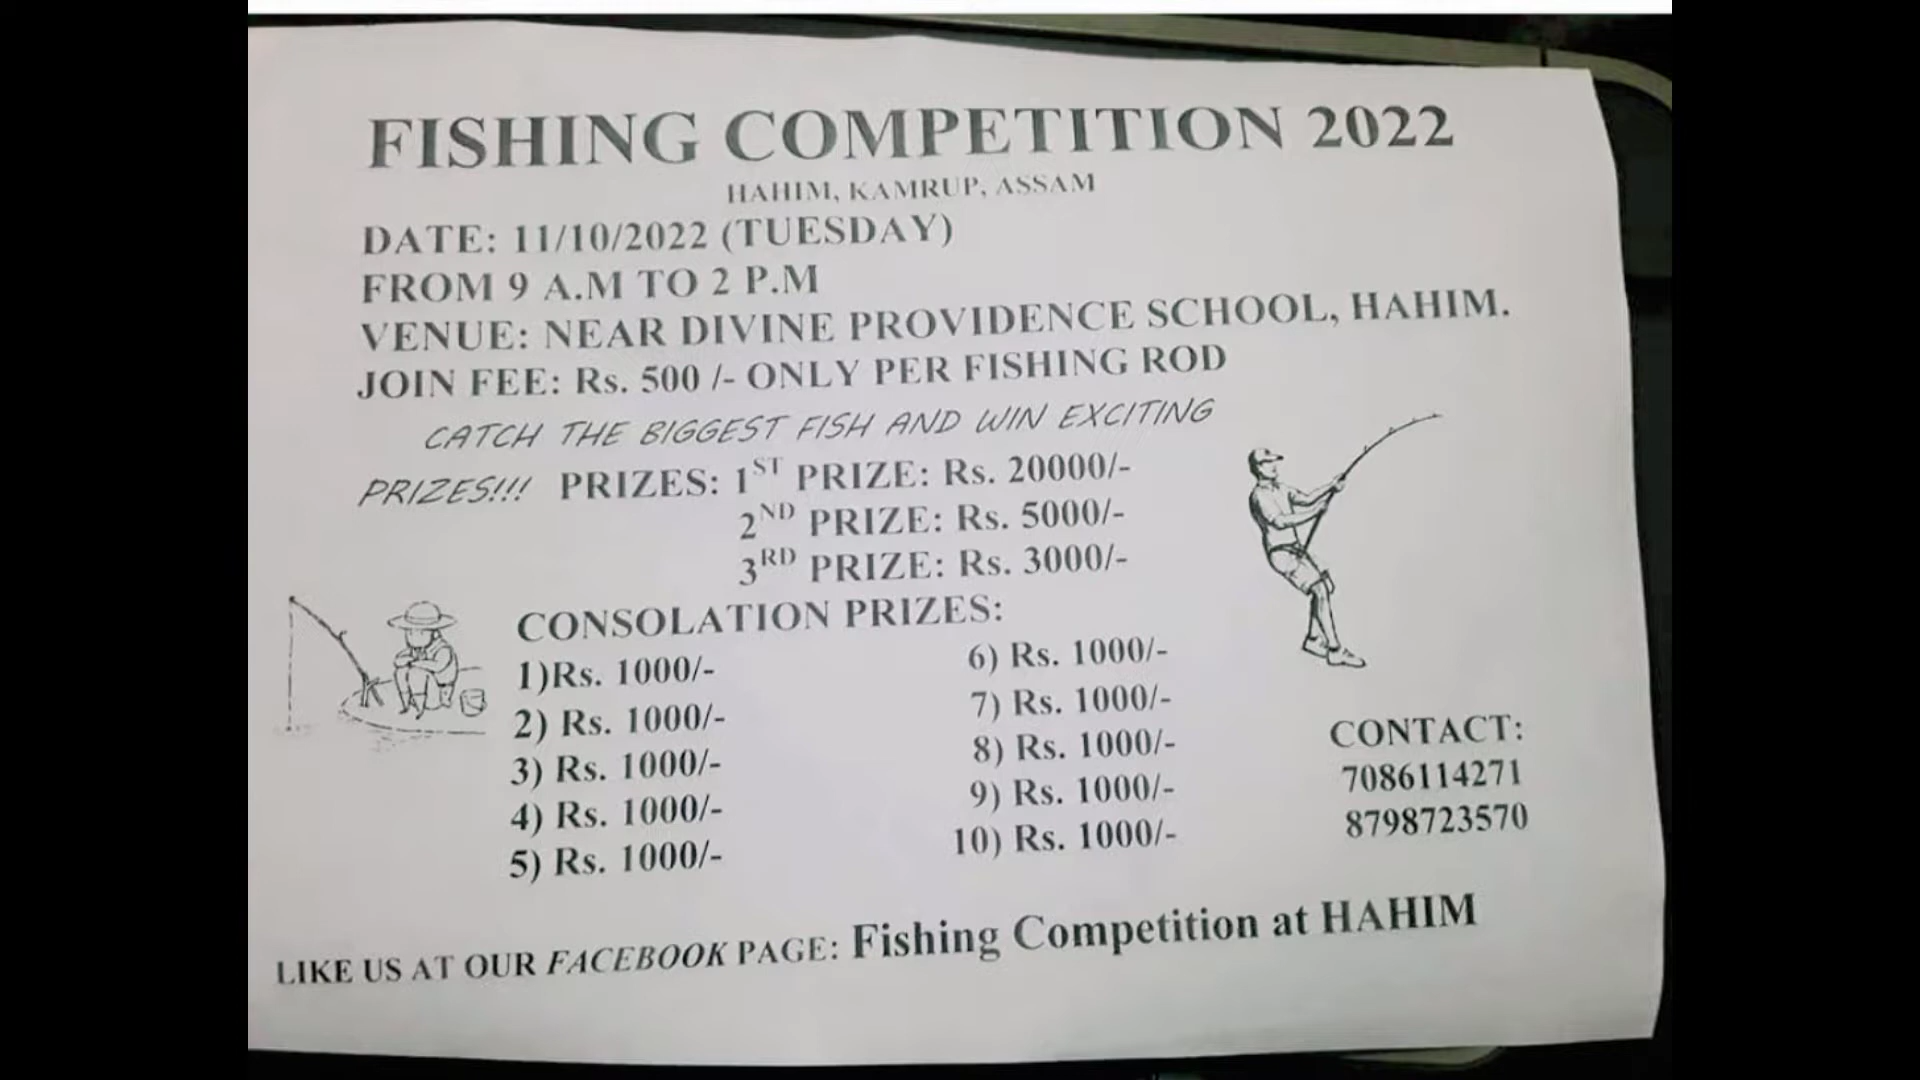 FISHING COMPETITION 2022
HAHIM, KAMRUP, ASSAM
DATE: 11/10/2022 (TUESDAY)
FROM 9 A.M TO 2 P.M
VENUE: NEAR DIVINE PROVIDENCE SCHOOL, HAHIM.
JOIN FEE: Rs. 500 /- ONLY PER FISHING ROD
CATCH THE BIGGEST FISH AND WIN EXCITING
PRIZES!!! PRIZES: 1ST PRIZE: Rs. 20000/-
2ND PRIZE: Rs. 5000/-
3RD PRIZE: Rs. 3000/-
CONSOLATION PRIZES:
1)Rs. 1000/-
2) Rs. 1000/-
3) Rs. 1000/-
4) Rs. 1000/-
5) Rs. 1000/-
6) Rs. 1000/-
7) Rs. 1000/-
8) Rs. 1000/-
9) Rs. 1000/-
10) Rs. 1000/-
CONTACT:
7086114271
8798723570
LIKE US AT OUR FACEBOOK PAGE: Fishing Competition at HAHIM